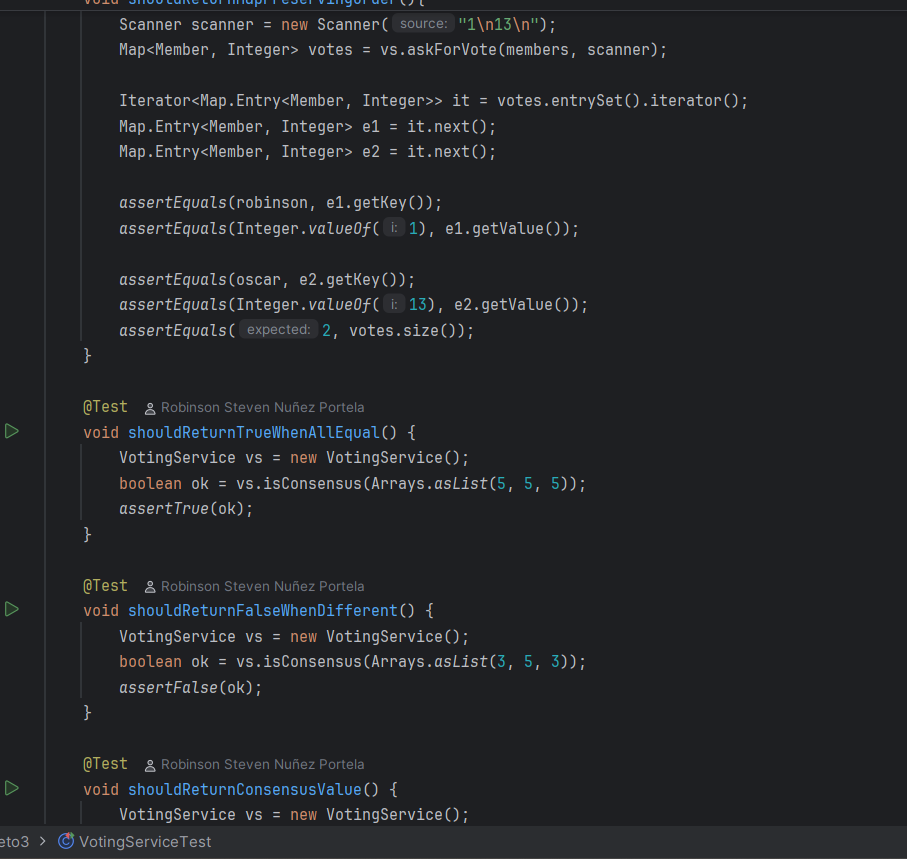 void shouldReturnMapPreservingOrder(){
Scanner scanner = new Scanner( source: "1\n13\n");
Map<Member, Integer> votes = vs.askForVote(members, scanner);
Iterator<Map.Entry<Member, Integer>> it = votes.entrySet().iterator();
Map.Entry<Member, Integer> e1 = it.next();
Map.Entry<Member, Integer> e2 = it.next();
assertEquals(robinson, e1.getKey());
assertEquals(Integer.valueOf( i: 1), e1.getValue());
assertEquals(oscar, e2.getKey());
assertEquals(Integer.valueOf( i: 13), e2.getValue());
assertEquals( expected: 2, votes.size());
}
@Test Robinson Steven Nuñez Portela
void shouldReturnTrueWhenAllEqual() {
VotingService vs = new VotingService();
boolean ok = vs.isConsensus(Arrays.asList(5, 5, 5));
assertTrue(ok);
}
@Test Robinson Steven Nuñez Portela
void shouldReturnFalseWhenDifferent() {
VotingService vs = new VotingService();
boolean ok = vs.isConsensus(Arrays.asList(3, 5, 3));
assertFalse(ok);
}
@Test Robinson Steven Nuñez Portela
void shouldReturnConsensusValue() {
VotingService vs = new VotingService();
eto3 > VotingServiceTest